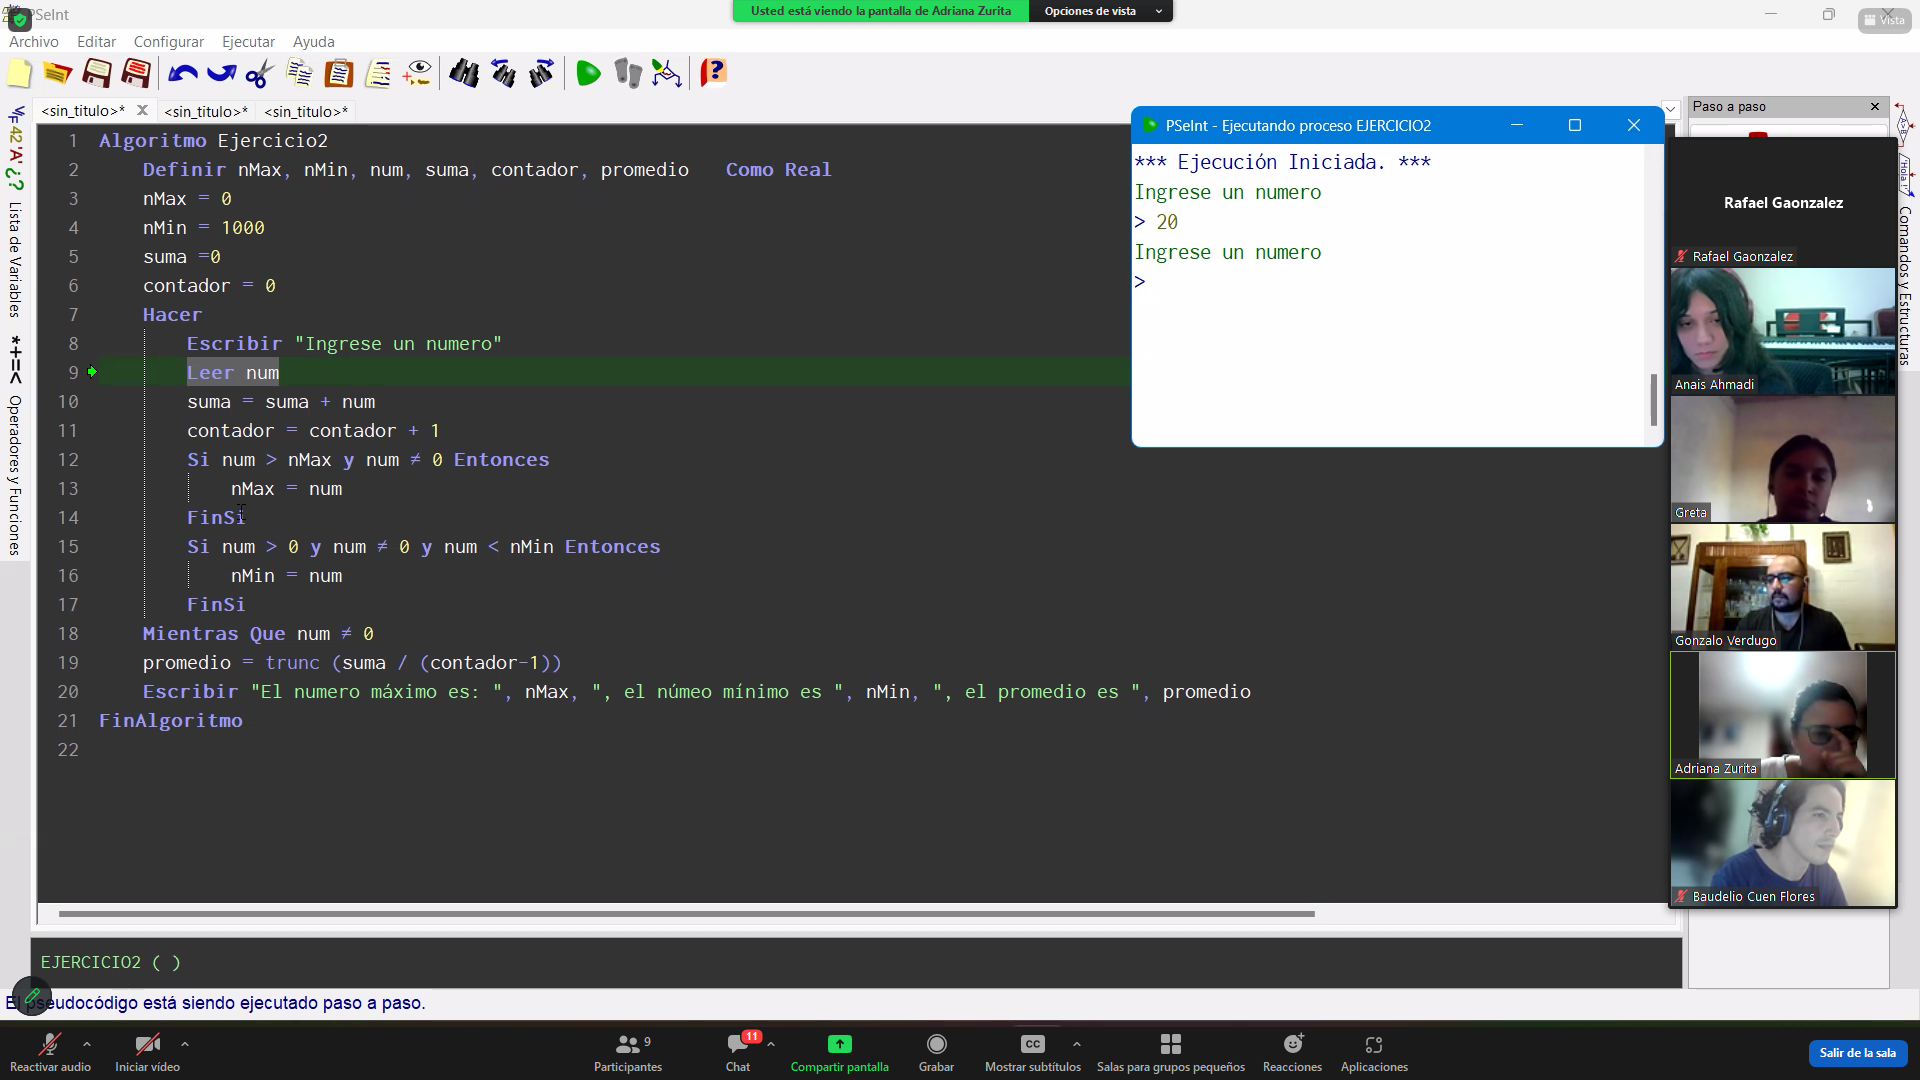 PSeInt
Usted está viendo la pantalla de Adriana Zurita
Opciones de vista
Vista
Archivo Editar Configurar Ejecutar Ayuda
<sin_titulo>* <sin_titulo>* <sin_titulo>*
Lista de Variables
Operadores y Funciones
1 Algoritmo Ejercicio2
2 Definir nMax, nMin, num, suma, contador, promedio Como Real
3 nMax = 0
4 nMin = 1000
5 suma =0
6 contador = 0
7 Hacer
8 Escribir "Ingrese un numero"
9 Leer num
10 suma = suma + num
11 contador = contador + 1
12 Si num > nMax y num ≠ 0 Entonces
13 nMax = num
14 FinSi
15 Si num > 0 y num ≠ 0 y num < nMin Entonces
16 nMin = num
17 FinSi
18 Mientras Que num ≠ 0
19 promedio = trunc (suma / (contador-1))
20 Escribir "El numero máximo es: ", nMax, ", el númeo mínimo es ", nMin, ", el promedio es ", promedio
21 FinAlgoritmo
22
PSeInt - Ejecutando proceso EJERCICIO2
*** Ejecución Iniciada. ***
Ingrese un numero
> 20
Ingrese un numero
>
Paso a paso
Comandos y Estructuras
Rafael Gaonzalez
Rafael Gaonzalez
Anais Ahmadi
Greta
Gonzalo Verdugo
Adriana Zurita
Baudelio Cuen Flores
EJERCICIO2 ( )
El pseudocódigo está siendo ejecutado paso a paso.
Reactivar audio
Iniciar vídeo
9
Participantes
11
Chat
Compartir pantalla
Grabar
CC
Mostrar subtítulos
Salas para grupos pequeños
Reacciones
Aplicaciones
Salir de la sala